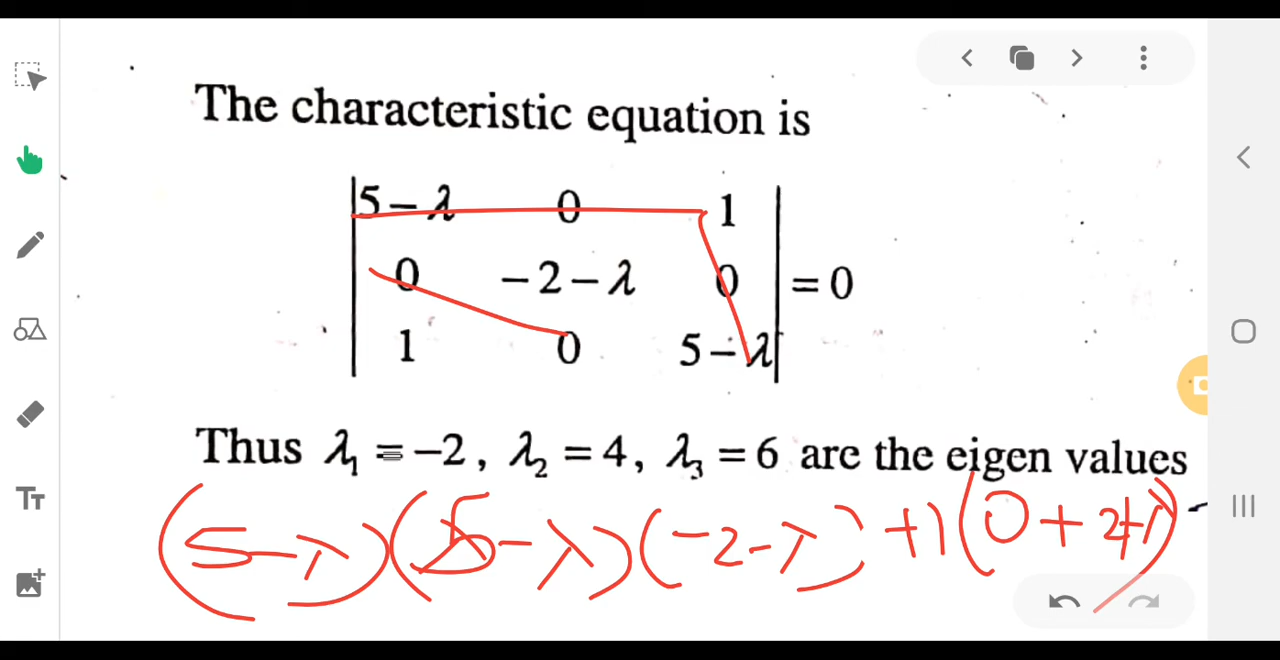 The characteristic equation is
|5 – λ 0 1|
|0 – 2 – λ 0| = 0
|1 0 5 – λ|
Thus λ₁ = –2, λ₂ = 4, λ₃ = 6 are the eigen values
(5–λ)(5–λ)(–2–λ) +1(0+2+λ)
Tт